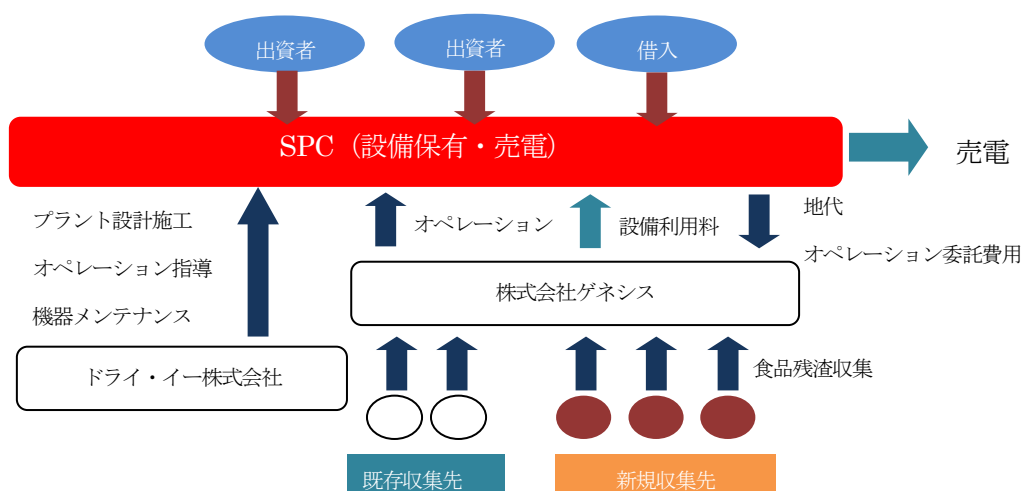 出資者
出資者
借入
SPC（設備保有・売電）
売電
プラント設計施工
オペレーション指導
機器メンテナンス
オペレーション
設備利用料
地代
オペレーション委託費用
株式会社ゲネシス
ドライ・イー株式会社
食品残渣収集
既存収集先
新規収集先